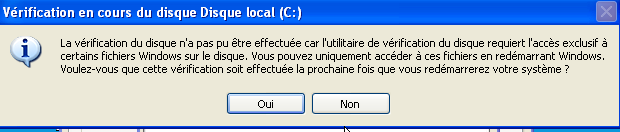 Vérification en cours du disque Disque local (C:)
La vérification du disque n'a pas pu être effectuée car l'utilitaire de vérification du disque requiert l'accès exclusif à
certains fichiers Windows sur le disque. Vous pouvez uniquement accéder à ces fichiers en redémarrant Windows.
Voulez-vous que cette vérification soit effectuée la prochaine fois que vous redémarrerez votre système ?
Oui
Non